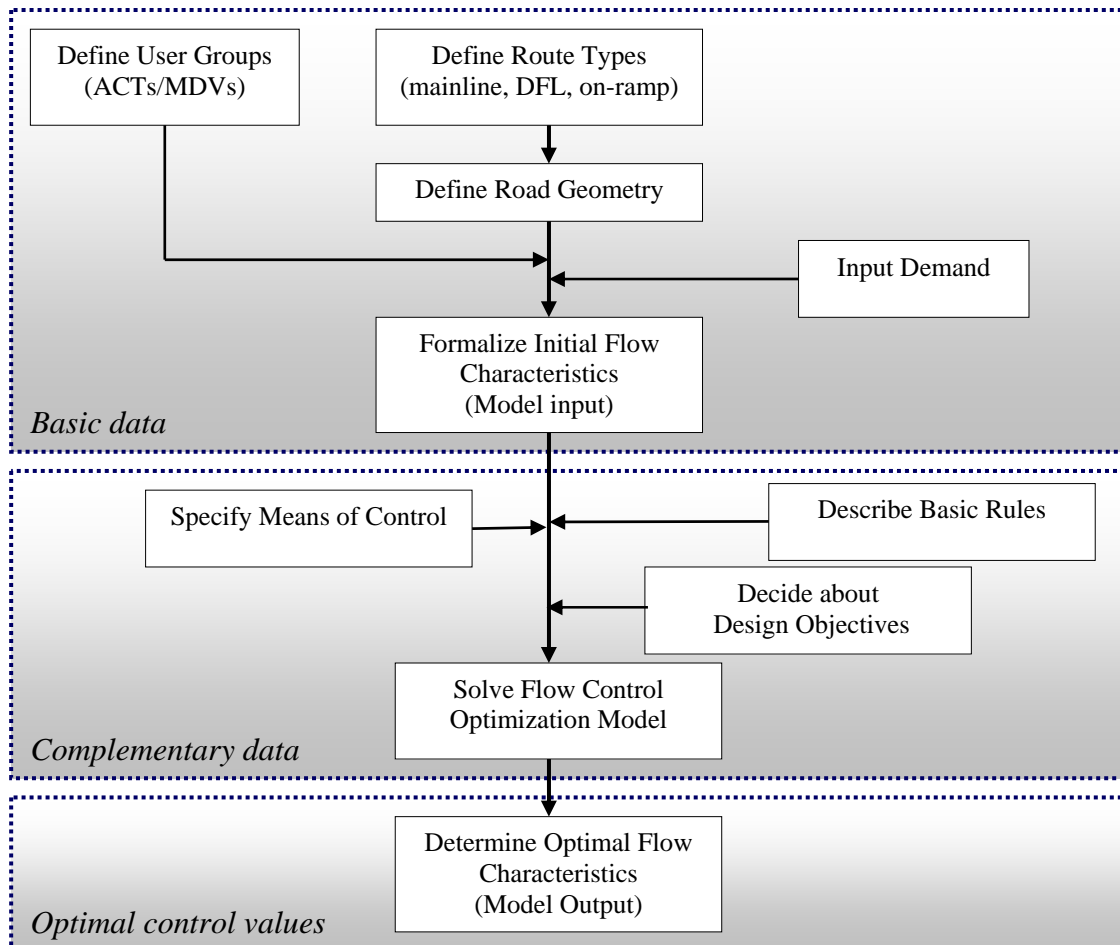 Define User Groups
(ACTs/MDVs)
Define Route Types
(mainline, DFL, on-ramp)
Define Road Geometry
Input Demand
Formalize Initial Flow
Characteristics
(Model input)
Basic data
Specify Means of Control
Describe Basic Rules
Decide about
Design Objectives
Solve Flow Control
Optimization Model
Complementary data
Determine Optimal Flow
Characteristics
(Model Output)
Optimal control values